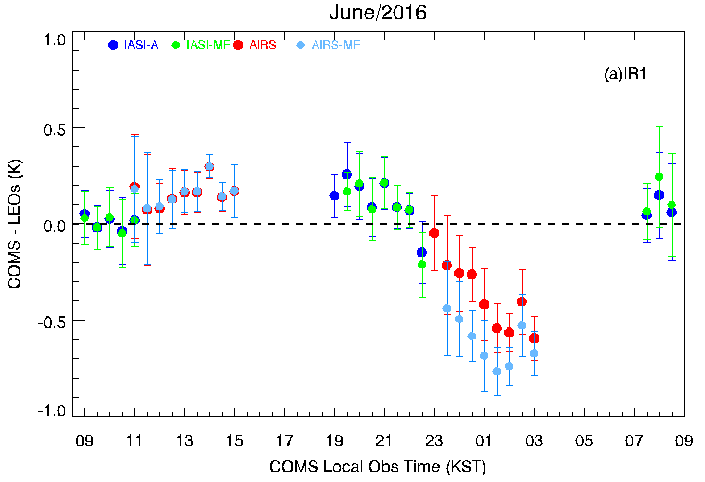 June/2016
IASI-A IASI-MF AIRS AIRS-MF
(a)IR1
1.0
0.5
0.0
-0.5
-1.0
COMS - LEOs (K)
09 11 13 15 17 19 21 23 01 03 05 07 09
COMS Local Obs Time (KST)